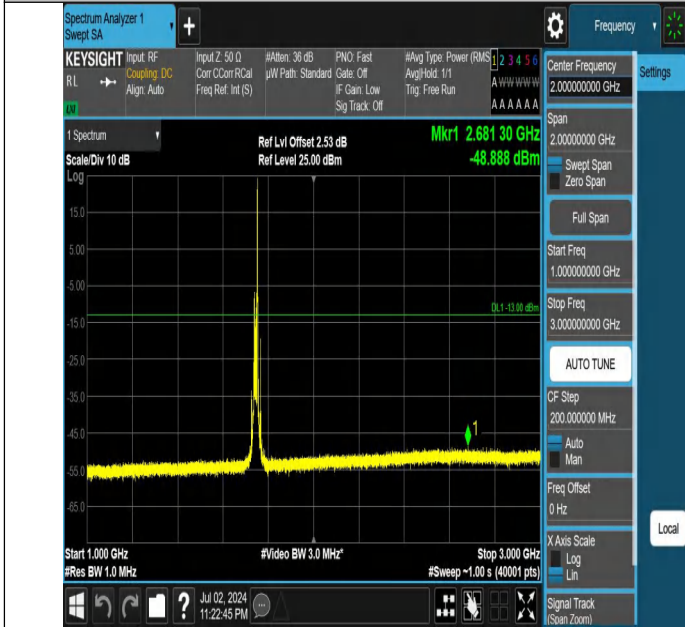 Spectrum Analyzer 1
Swept SA
+
Frequency
KEYSIGHT
RL
Input: RF
Coupling: DC
Align: Auto
Input Z: 50 Ω
Corr CCorr RCal
Freq Ref: Int (S)
#Atten: 36 dB
µW Path: Standard
PNO: Fast
Gate: Off
IF Gain: Low
Sig Track: Off
#Avg Type: Power (RMS
Avg|Hold: 1/1
Trig: Free Run
1 2 3 4 5 6
A W W W W W
A A A A A A
1 Spectrum
Scale/Div 10 dB
Log
Ref Lvl Offset 2.53 dB
Ref Level 25.00 dBm
Mkr1 2.681 30 GHz
-48.888 dBm
15.0
5.00
-5.00
-15.0
-25.0
-35.0
-45.0
-55.0
-65.0
DL1 -13.00 dBm
1
Start 1.000 GHz
#Res BW 1.0 MHz
#Video BW 3.0 MHz*
Stop 3.000 GHz
#Sweep ~1.00 s (40001 pts)
Jul 02, 2024
11:22:45 PM
Center Frequency
2.000000000 GHz
Settings
Span
2.00000000 GHz
Swept Span
Zero Span
Full Span
Start Freq
1.000000000 GHz
Stop Freq
3.000000000 GHz
AUTO TUNE
CF Step
200.000000 MHz
Auto
Man
Freq Offset
0 Hz
X Axis Scale
Log
Lin
Local
Signal Track
(Span Zoom)